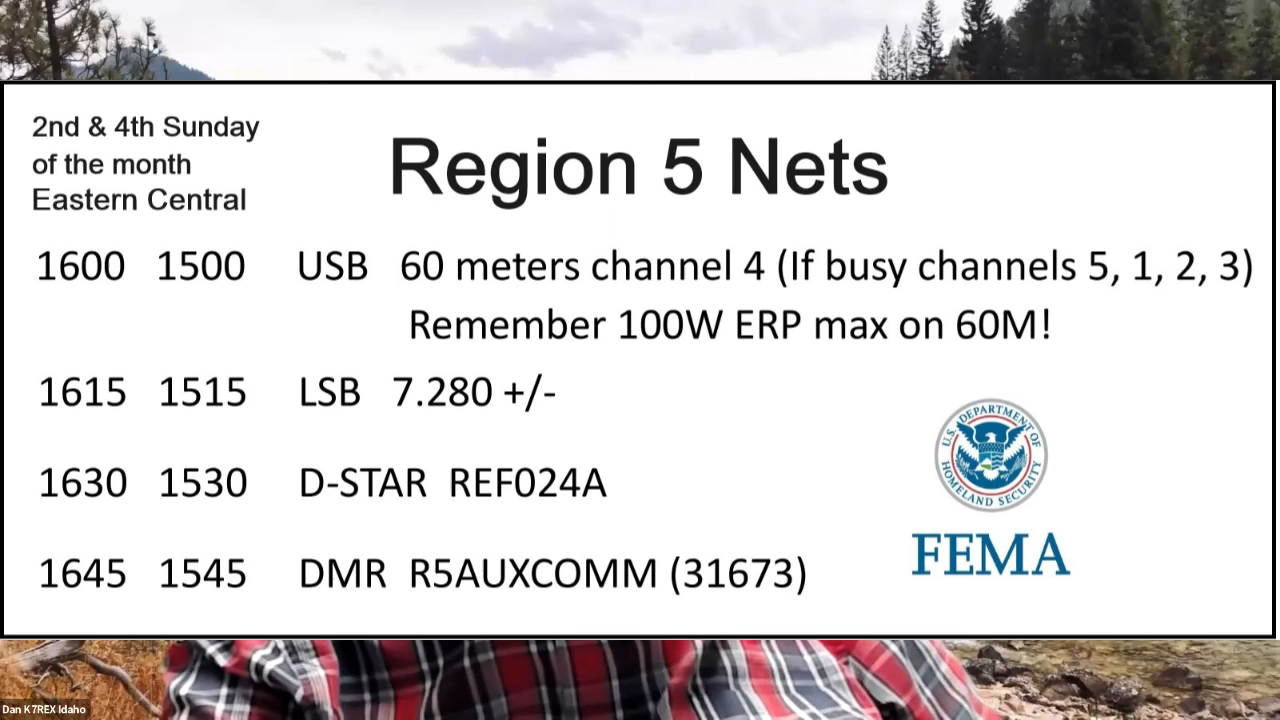 2nd & 4th Sunday
of the month
Eastern Central
Region 5 Nets
1600 1500 USB 60 meters channel 4 (If busy channels 5, 1, 2, 3)
Remember 100W ERP max on 60M!
1615 1515 LSB 7.280 +/-
1630 1530 D-STAR REF024A
1645 1545 DMR R5AUXCOMM (31673)
U.S. DEPARTMENT OF
HOMELAND SECURITY
FEMA
Dan K7REX Idaho